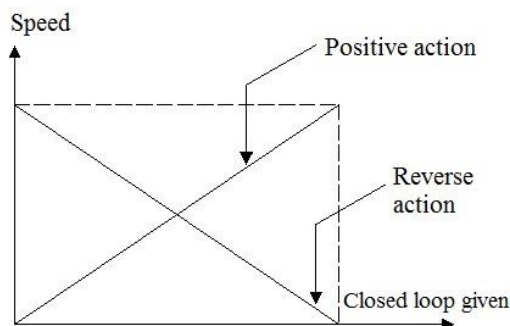 Speed
Positive action
Reverse
action
Closed loop given